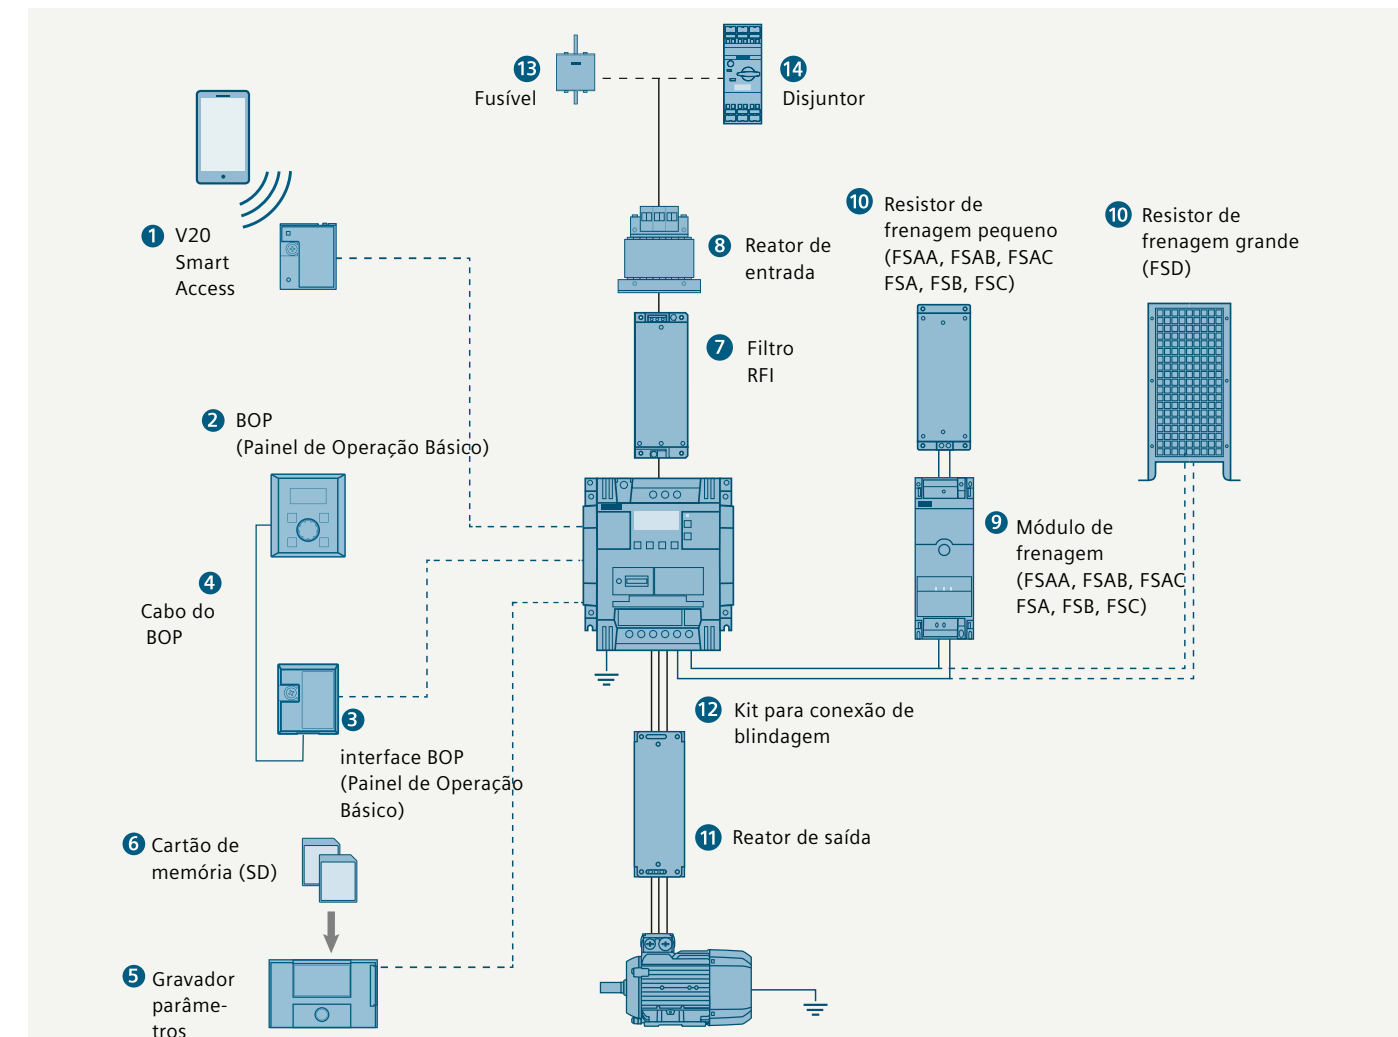 13
Fusível
14
Disjuntor
1 V20
Smart
Access
8 Reator de
entrada
10 Resistor de
frenagem pequeno
(FSAA, FSAB, FSAC
FSA, FSB, FSC)
10 Resistor de
frenagem grande
(FSD)
7 Filtro
RFI
2 BOP
(Painel de Operação Básico)
9 Módulo de
frenagem
(FSAA, FSAB, FSAC
FSA, FSB, FSC)
4
Cabo do
BOP
3
interface BOP
(Painel de Operação
Básico)
12 Kit para conexão de
blindagem
11 Reator de saída
6 Cartão de
memória (SD)
5 Gravador
parâme-
tros